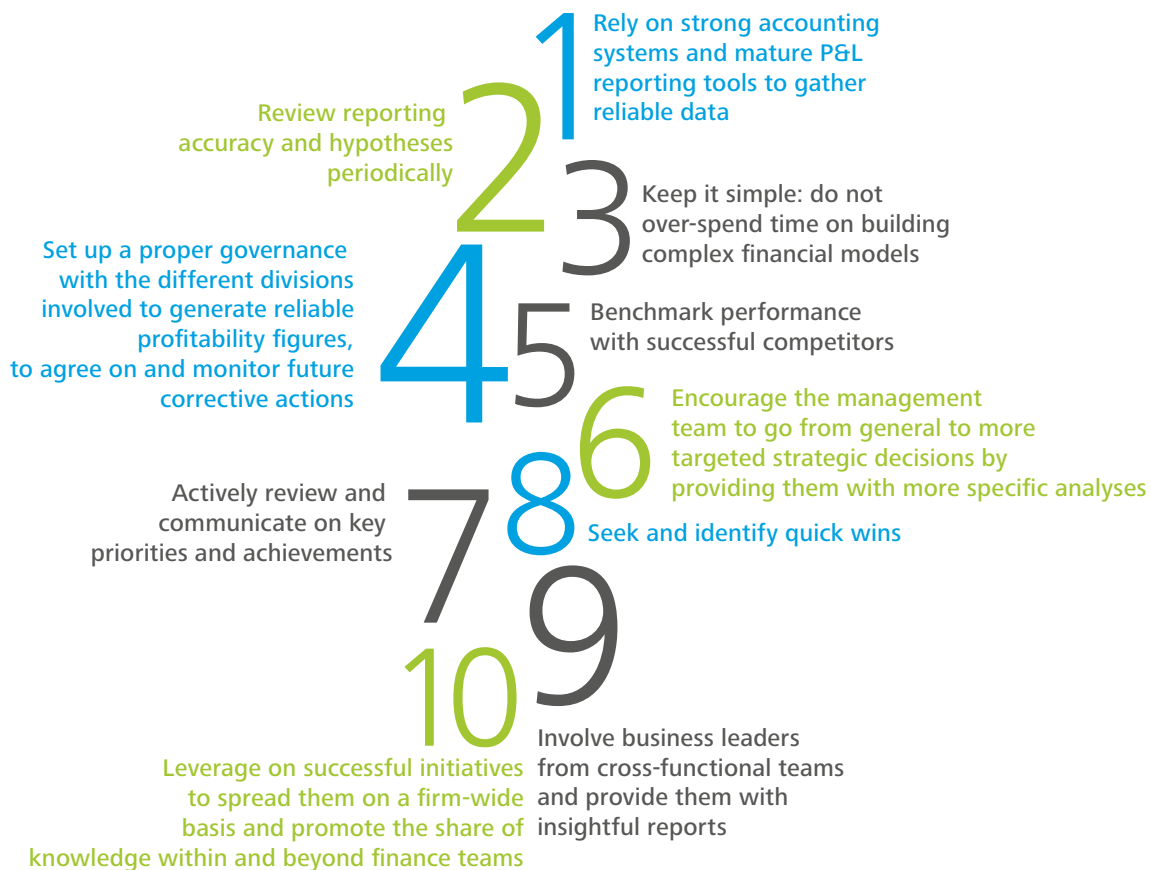 1
Rely on strong accounting
systems and mature P&L
reporting tools to gather
reliable data
2
Review reporting
accuracy and hypotheses
periodically
3
Keep it simple: do not
over-spend time on building
complex financial models
4
Set up a proper governance
with the different divisions
involved to generate reliable
profitability figures,
to agree on and monitor future
corrective actions
5
Benchmark performance
with successful competitors
6
Encourage the management
team to go from general to more
targeted strategic decisions by
providing them with more specific analyses
7
Actively review and
communicate on key
priorities and achievements
8
Seek and identify quick wins
9
Involve business leaders
from cross-functional teams
and provide them with
insightful reports
10
Leverage on successful initiatives
to spread them on a firm-wide
basis and promote the share of
knowledge within and beyond finance teams